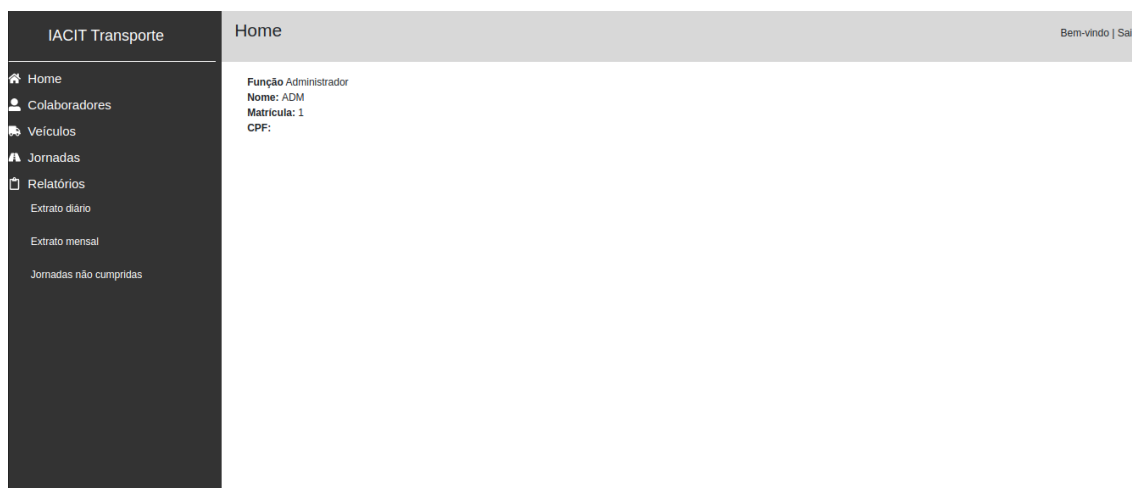 IACIT Transporte
Home
Colaboradores
Veículos
Jornadas
Relatórios
Extrato diário
Extrato mensal
Jornadas não cumpridas
Home
Bem-vindo | Sai
Função Administrador
Nome: ADM
Matrícula: 1
CPF: